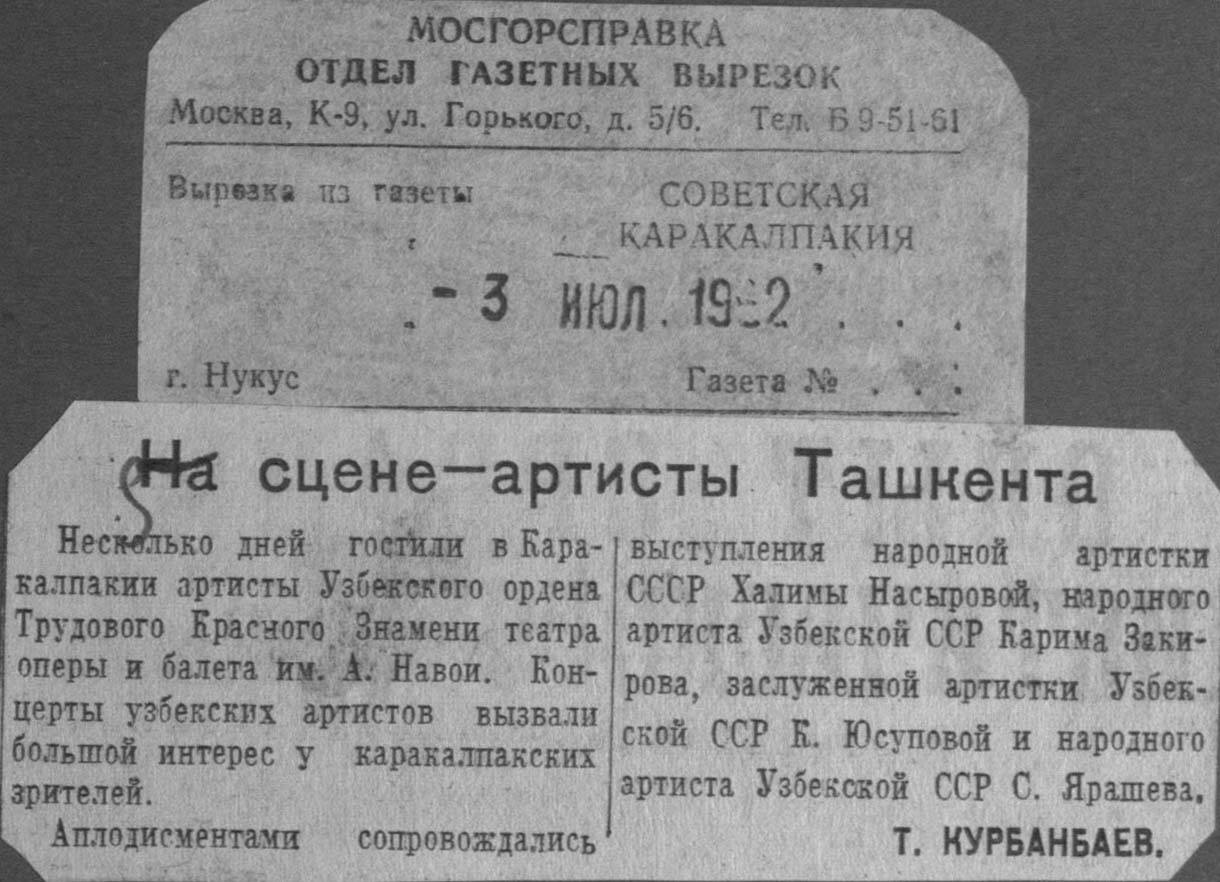 МОСГОРСПРАВКА
ОТДЕЛ ГАЗЕТНЫХ ВЫРЕЗОК
Москва, К-9, ул. Горького, д. 5/6. Тел. Б 9-51-61
Вырезка из газеты
СОВЕТСКАЯ
КАРАКАЛПАКИЯ
- 3 ИЮЛ. . . .
г. Нукус Газета № . . .
На сцене—артисты Ташкента
Несколько дней гостили в Кара-
калпакии артисты Узбекского ордена
Трудового Красного Знамени театра
оперы и балета им. А. Навои. Кон-
церты узбекских артистов вызвали
большой интерес у каракалпакских
зрителей.
Аплодисментами сопровождались
выступления народной артистки
СССР Халимы Насыровой, народного
артиста Узбекской ССР Карима Заки-
рова, заслуженной артистки Узбек-
ской ССР К. Юсуповой и народного
артиста Узбекской ССР С. Ярашева.
Т. КУРБАНБАЕВ.